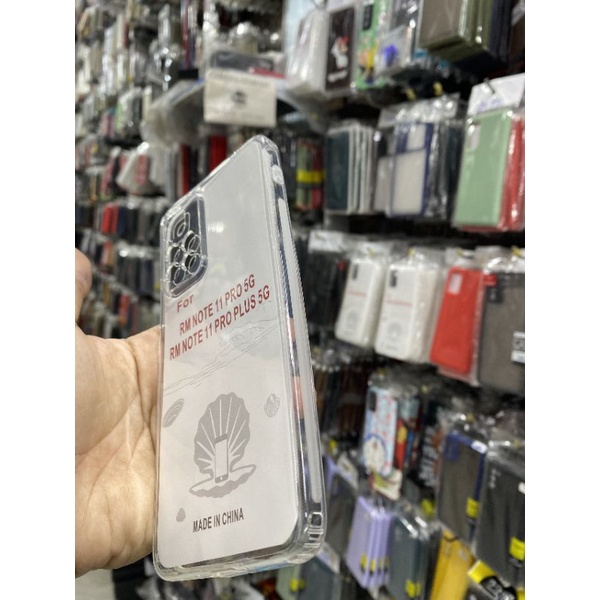 For
RM NOTE 11 PRO 5G
RM NOTE 11 PRO PLUS 5G
MADE IN CHINA